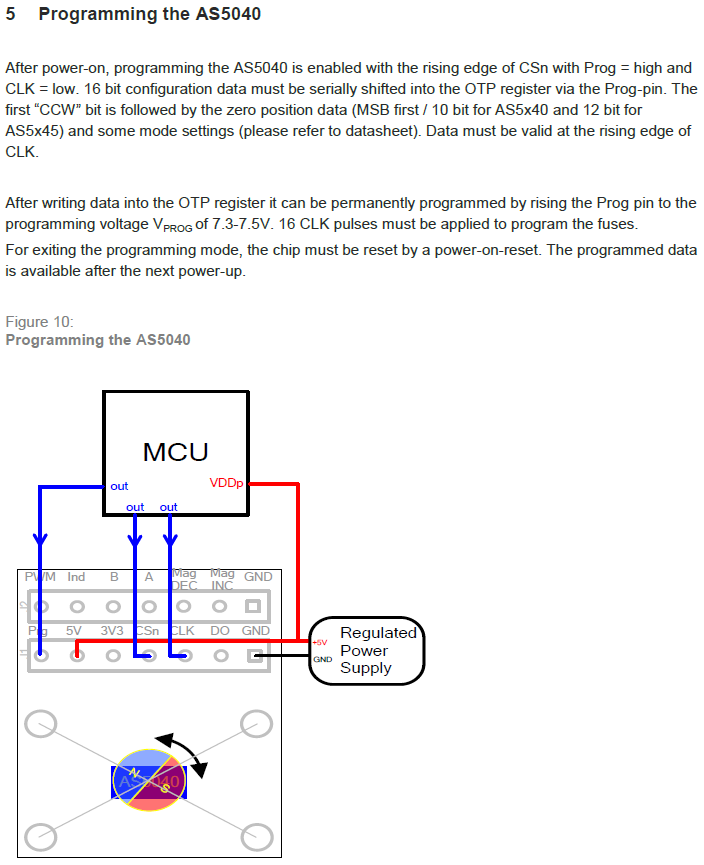 5 Programming the AS5040
After power-on, programming the AS5040 is enabled with the rising edge of CSn with Prog = high and
CLK = low. 16 bit configuration data must be serially shifted into the OTP register via the Prog-pin. The
first “CCW” bit is followed by the zero position data (MSB first / 10 bit for AS5x40 and 12 bit for
AS5x45) and some mode settings (please refer to datasheet). Data must be valid at the rising edge of
CLK.
After writing data into the OTP register it can be permanently programmed by rising the Prog pin to the
programming voltage VPROG of 7.3-7.5V. 16 CLK pulses must be applied to program the fuses.
For exiting the programming mode, the chip must be reset by a power-on-reset. The programmed data
is available after the next power-up.
Figure 10:
Programming the AS5040
MCU
out
VDDp
out out
PWM Ind B A Mag DEC Mag INC GND
J2
Prg 5V 3V3 CSn CLK DO GND
J1
+5V
GND
Regulated
Power
Supply
N
AS5040
S